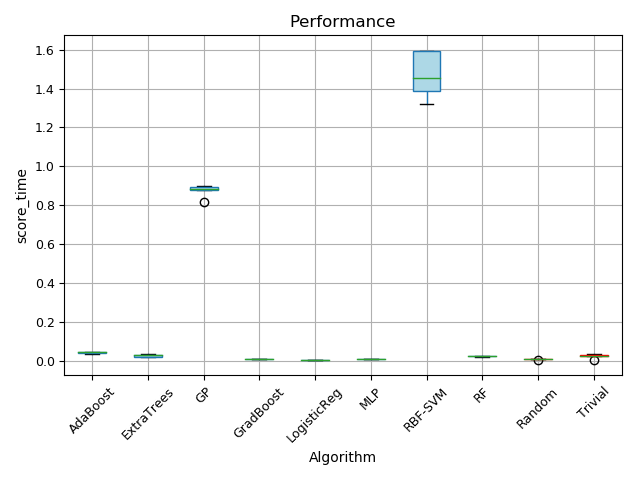 Performance
score_time
1.6
1.4
1.2
1.0
0.8
0.6
0.4
0.2
0.0
AdaBoost
ExtraTrees
GP
GradBoost
LogisticReg
MLP
RBF-SVM
RF
Random
Trivial
Algorithm